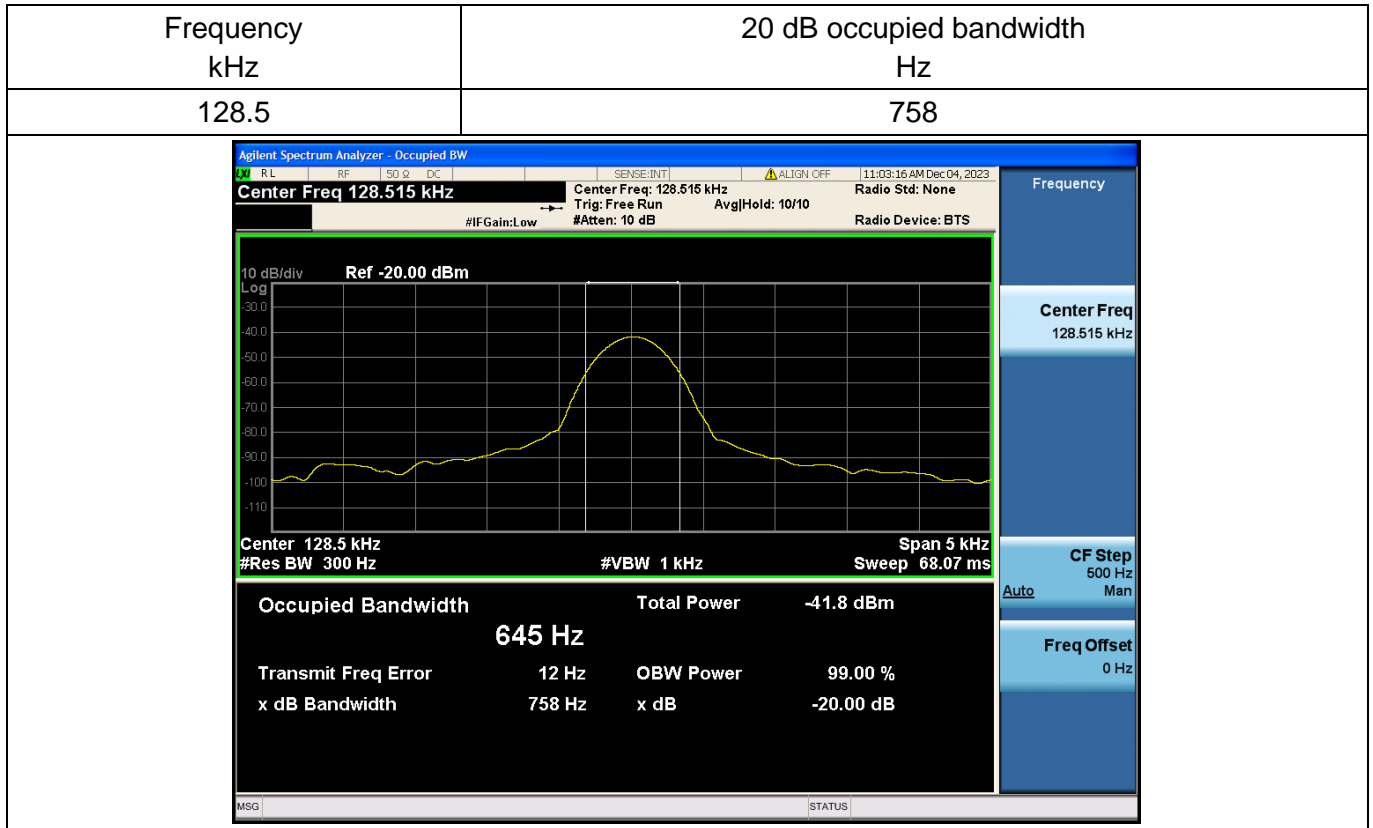 Frequency
kHz
20 dB occupied bandwidth
Hz
128.5
758
Agilent Spectrum Analyzer - Occupied BW
LXI RL RF 50 Ω DC SENSE:INT ALIGN OFF 11:03:16 AM Dec 04, 2023
Center Freq 128.515 kHz
Center Freq: 128.515 kHz
Radio Std: None
Trig: Free Run Avg|Hold: 10/10
#IFGain:Low #Atten: 10 dB Radio Device: BTS
10 dB/div Ref -20.00 dBm
Log
-30.0
-40.0
-50.0
-60.0
-70.0
-80.0
-90.0
-100
-110
Center 128.5 kHz Span 5 kHz
#Res BW 300 Hz #VBW 1 kHz Sweep 68.07 ms
Occupied Bandwidth Total Power -41.8 dBm
645 Hz
Transmit Freq Error 12 Hz OBW Power 99.00 %
x dB Bandwidth 758 Hz x dB -20.00 dB
MSG STATUS
Frequency
Center Freq
128.515 kHz
CF Step
500 Hz
Auto Man
Freq Offset
0 Hz